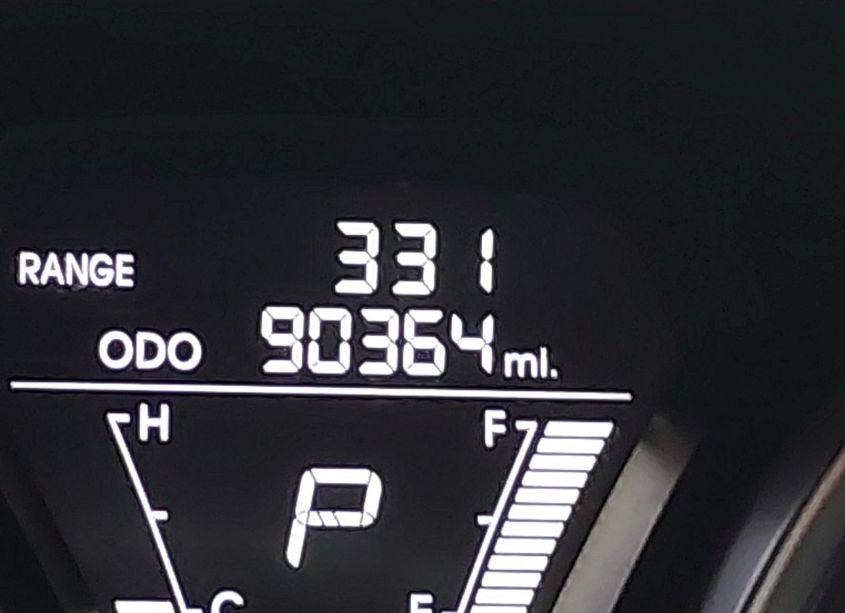 RANGE 331
ODO 90364 mi.
H F
P
C E